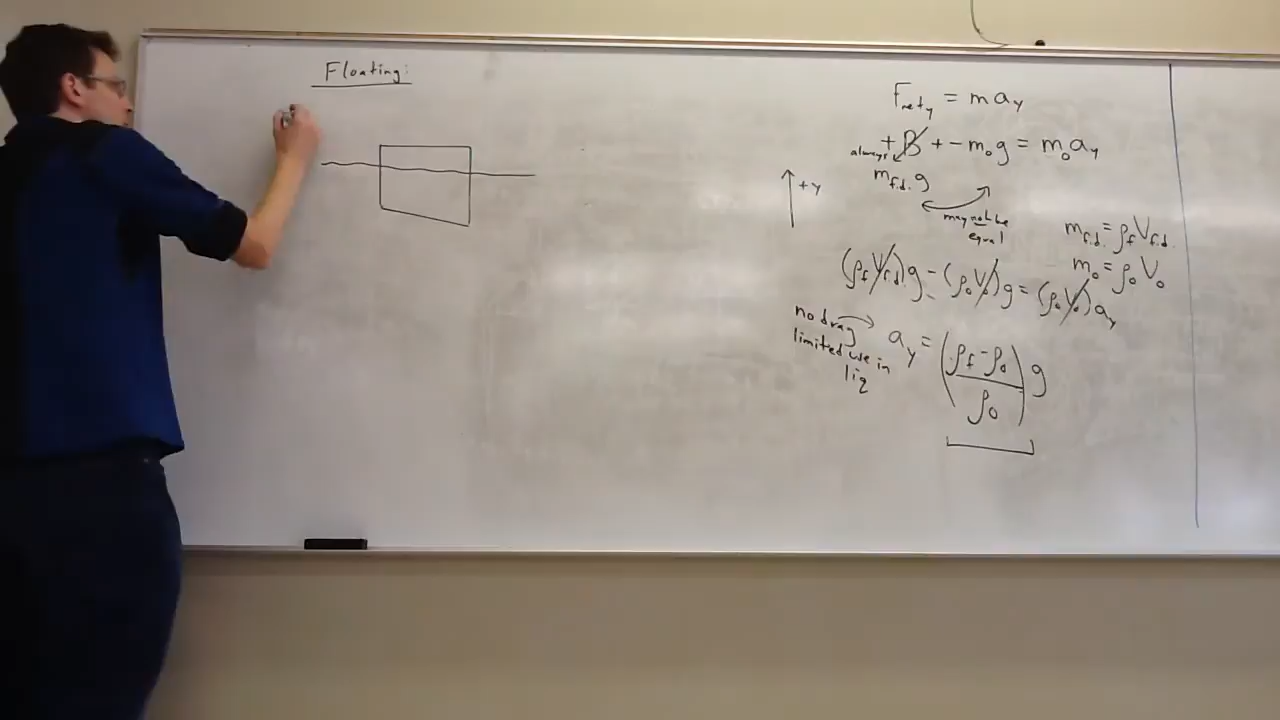 Floating:
F_net y = m a_y
+B + - m_o g = m_o a_y
always
m_f.d. g
+y
may not be
equal
m_f.d. = ρ_f V_f.d.
m_o = ρ_o V_o
(ρ_f V_f.d.)g - (ρ_o V_o)g = (ρ_o V_o)a_y
no drag
limited use in
liq
a_y = ((ρ_f - ρ_o)/ρ_o) g